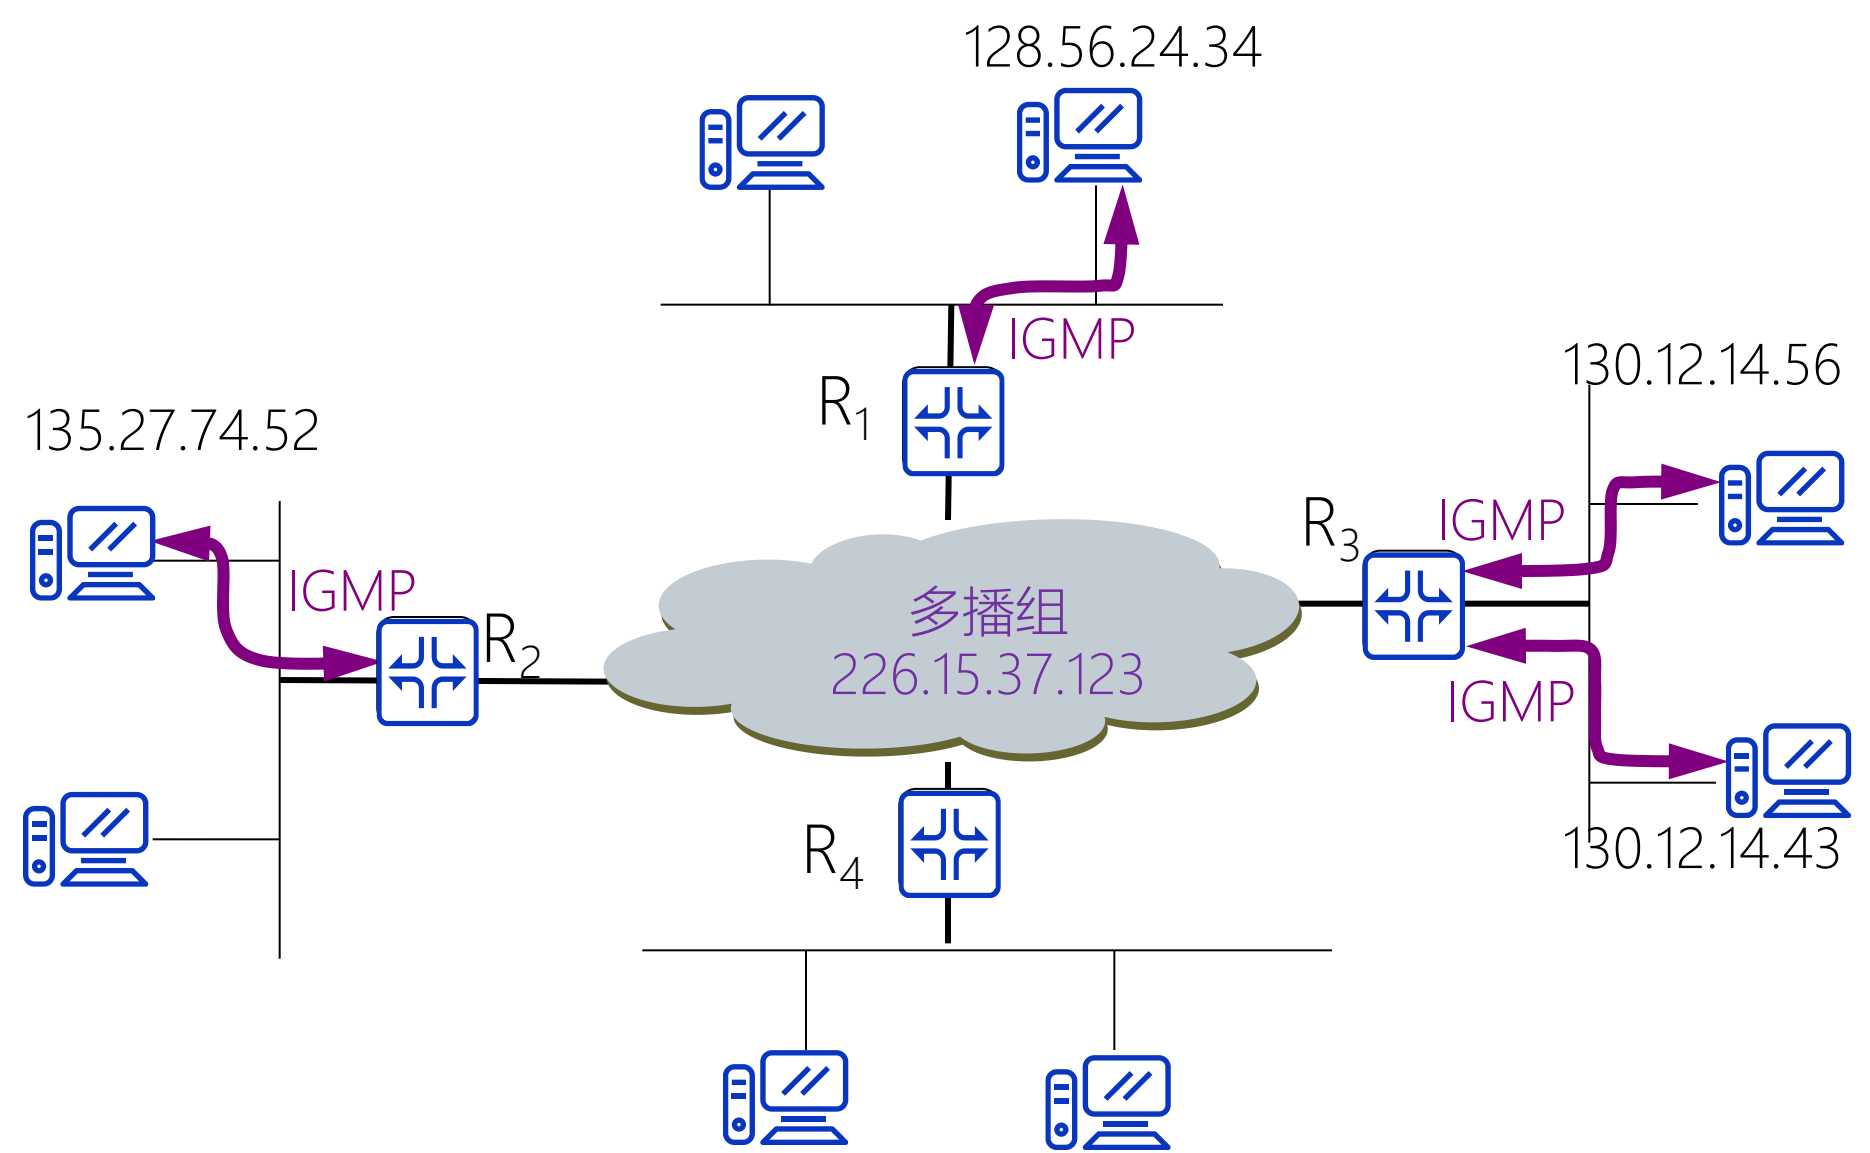 128.56.24.34
IGMP
R1
130.12.14.56
135.27.74.52
IGMP
R3
IGMP
R2
多播组
226.15.37.123
IGMP
R4
130.12.14.43